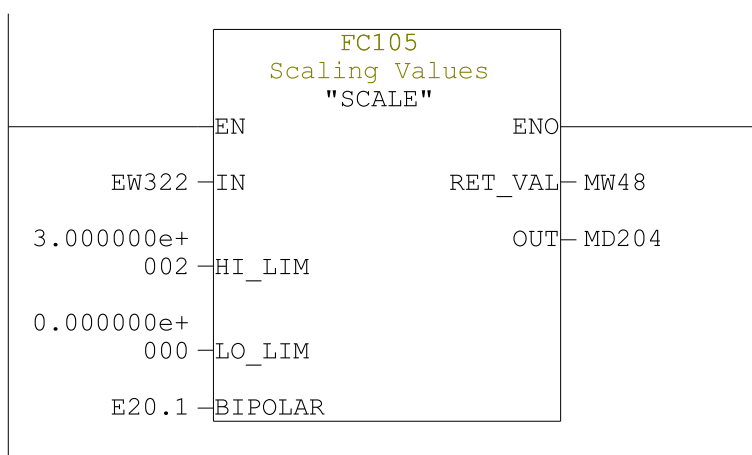 FC105
Scaling Values
"SCALE"
EN ENO
EW322 IN RET_VAL MW48
3.000000e+ OUT MD204
002 HI_LIM
0.000000e+
000 LO_LIM
E20.1 BIPOLAR